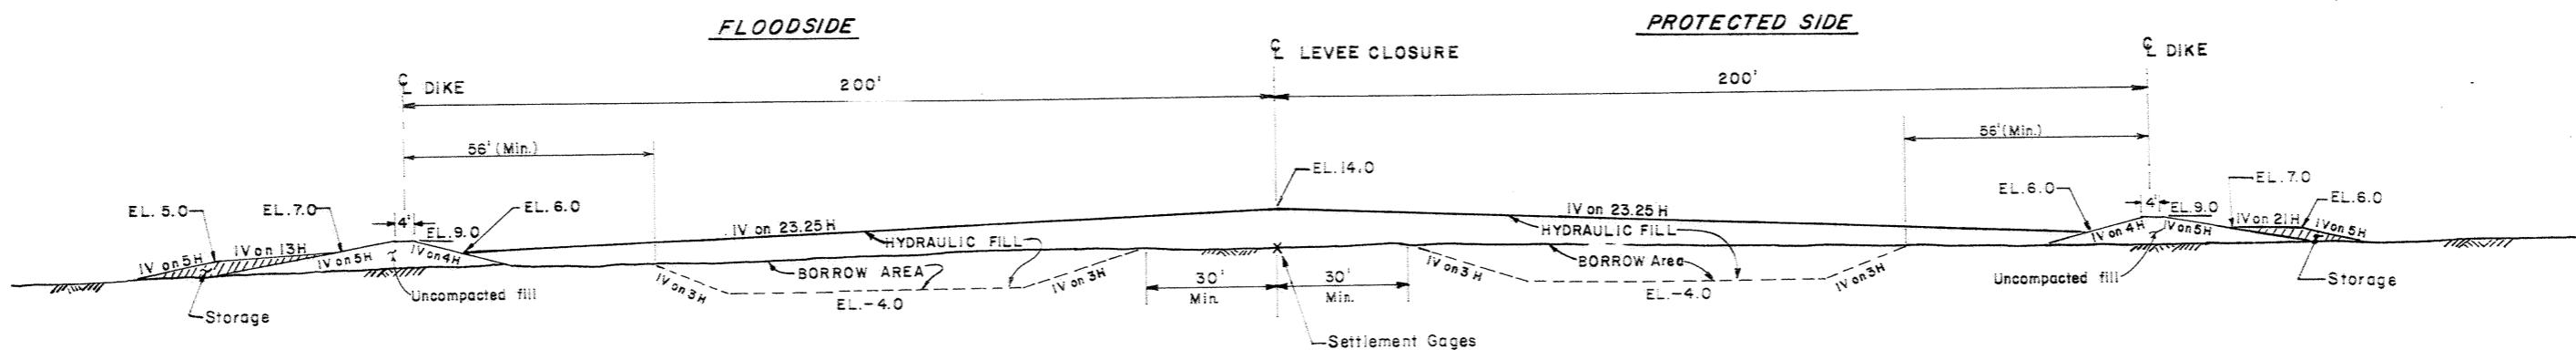 FLOODSIDE
PROTECTED SIDE
℄ DIKE
℄ LEVEE CLOSURE
℄ DIKE
200'
200'
56' (Min.)
56' (Min.)
EL.14.0
EL. 5.0
EL.7.0
4'
EL.9.0
EL. 6.0
EL.6.0
4'
EL.9.0
EL.7.0
EL.6.0
1V on 5H
1V on 13H
1V on 5H
1V on 4H
1V on 23.25 H
HYDRAULIC FILL
1V on 23.25 H
HYDRAULIC FILL
1V on 4H
1V on 5H
1V on 21H
1V on 5H
BORROW AREA
BORROW Area
1V on 3H
1V on 3H
1V on 3H
1V on 3H
EL.-4.0
EL.-4.0
30'
Min.
30'
Min.
Uncompacted fill
Uncompacted fill
Storage
Storage
Settlement Gages